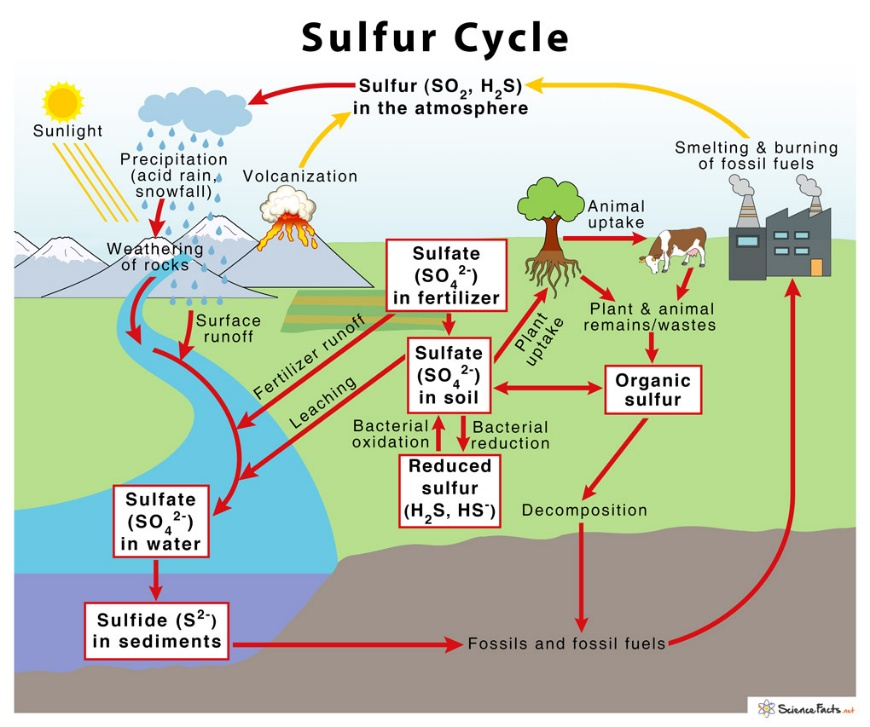 Sulfur Cycle
Sulfur (SO₂, H₂S)
in the atmosphere
Sunlight
Precipitation
(acid rain,
snowfall)
Volcanization
Smelting & burning
of fossil fuels
Weathering
of rocks
Animal
uptake
Sulfate
(SO₄²⁻)
in fertilizer
Surface
runoff
Fertilizer runoff
Plant
uptake
Plant & animal
remains/wastes
Sulfate
(SO₄²⁻)
in soil
Leaching
Organic
sulfur
Bacterial
oxidation
Bacterial
reduction
Reduced
sulfur
(H₂S, HS⁻)
Sulfate
(SO₄²⁻)
in water
Decomposition
Sulfide (S²⁻)
in sediments
Fossils and fossil fuels
ScienceFacts.net